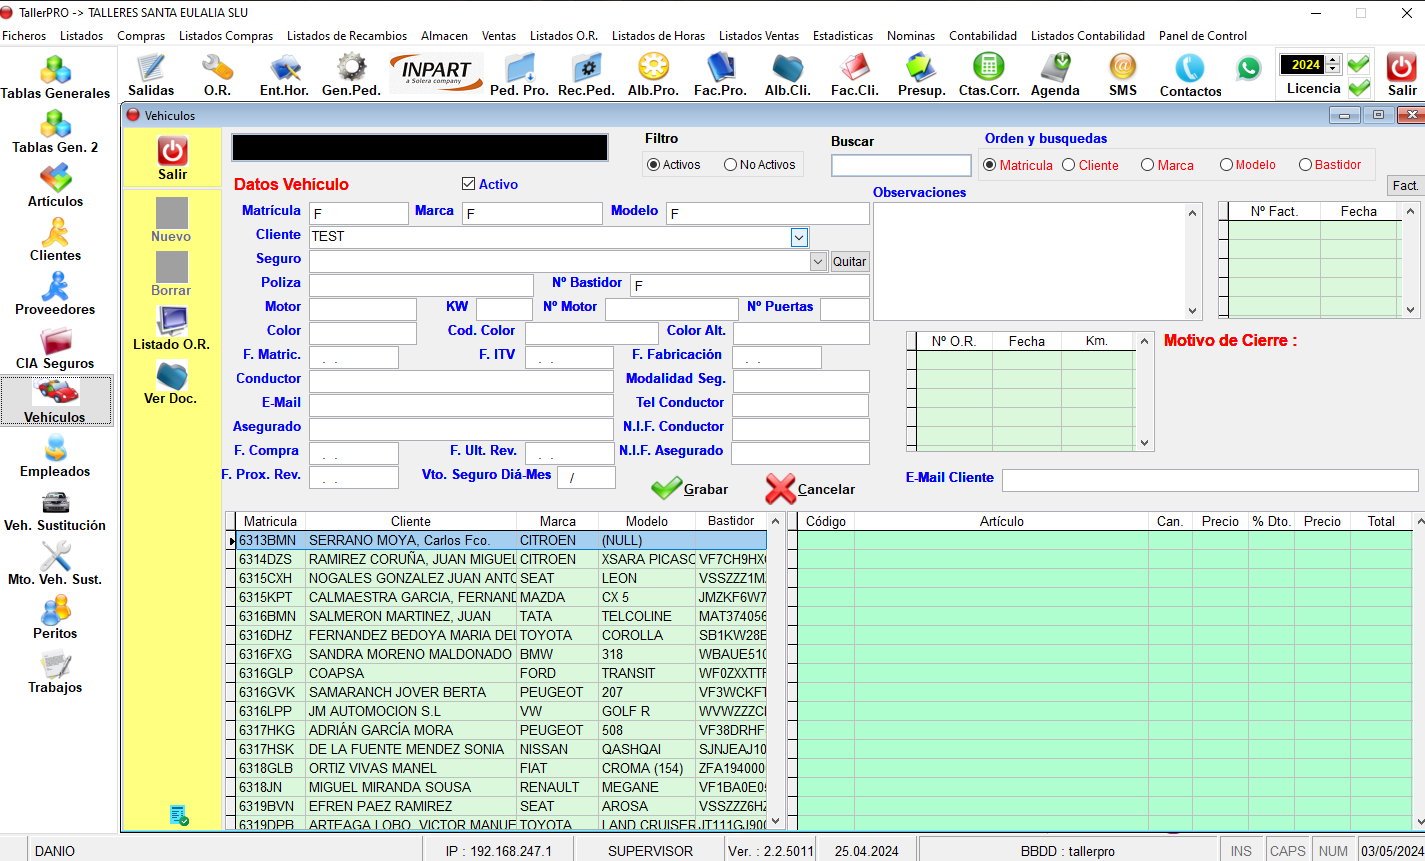 TallerPRO -> TALLERES SANTA EULALIA SLU
Ficheros Listados Compras Listados Compras Listados de Recambios Almacen Ventas Listados O.R. Listados de Horas Listados Ventas Estadisticas Nominas Contabilidad Listados Contabilidad Panel de Control
Tablas Generales
Tablas Gen. 2
Artículos
Clientes
Proveedores
CIA Seguros
Vehículos
Empleados
Veh. Sustitución
Mto. Veh. Sust.
Peritos
Trabajos
INPART
a Solera company
2024
Salidas O.R. Ent.Hor. Gen.Ped. Ped. Pro. Rec.Ped. Alb.Pro. Fac.Pro. Alb.Cli. Fac.Cli. Presup. Ctas.Corr. Agenda SMS Contactos Licencia Salir
Vehiculos
Salir
Nuevo
Borrar
Listado O.R.
Ver Doc.
Filtro
Activos No Activos
Buscar
Orden y busquedas
Matricula Cliente Marca Modelo Bastidor
Datos Vehículo Activo
Observaciones
Fact.
Matrícula F Marca F Modelo F
Cliente TEST
Seguro Quitar
Poliza Nº Bastidor F
Motor KW Nº Motor Nº Puertas
Color Cod. Color Color Alt.
F. Matric. - - F. ITV - - F. Fabricación - -
Conductor Modalidad Seg.
E-Mail Tel Conductor
Asegurado N.I.F. Conductor
F. Compra - - F. Ult. Rev. - - N.I.F. Asegurado
F. Prox. Rev. - - Vto. Seguro Diá-Mes /
Grabar Cancelar
Nº Fact. Fecha
Nº O.R. Fecha Km.
Motivo de Cierre :
E-Mail Cliente
Matricula Cliente Marca Modelo Bastidor
6313BMN SERRANO MOYA, Carlos Fco. CITROEN (NULL)
6314DZS RAMIREZ CORUÑA, JUAN MIGUEL CITROEN XSARA PICASC VF7CH9HX
6315CXH NOGALES GONZALEZ JUAN ANTO SEAT LEON VSSZZZ1M
6315KPT CALMAESTRA GARCIA, FERNAND MAZDA CX 5 JMZKF6W7
6316BMN SALMERON MARTINEZ, JUAN TATA TELCOLINE MAT374056
6316DHZ FERNANDEZ BEDOYA MARIA DEL TOYOTA COROLLA SB1KW28E
6316FXG SANDRA MORENO MALDONADO BMW 318 WBAUE510
6316GLP COAPSA FORD TRANSIT WF0ZXXTTF
6316GVK SAMARANCH JOVER BERTA PEUGEOT 207 VF3WCKFT
6316LPP JM AUTOMOCION S.L VW GOLF R WVWZZZC
6317HKG ADRIÁN GARCÍA MORA PEUGEOT 508 VF38DRHF
6317HSK DE LA FUENTE MENDEZ SONIA NISSAN QASHQAI SJNJEAJ10
6318GLB ORTIZ VIVAS MANEL FIAT CROMA (154) ZFA194000
6318JN MIGUEL MIRANDA SOUSA RENAULT MEGANE VF1BA0E0
6319BVN EFREN PAEZ RAMIREZ SEAT AROSA VSSZZZ6HZ
6319DPB ARTEAGA LOBO, VICTOR MANUE TOYOTA LAND CRUISER JT111GJ900
Código Artículo Can. Precio % Dto. Precio Total
DANIO IP : 192.168.247.1 SUPERVISOR Ver. : 2.2.5011 25.04.2024 BBDD : tallerpro INS CAPS NUM 03/05/2024